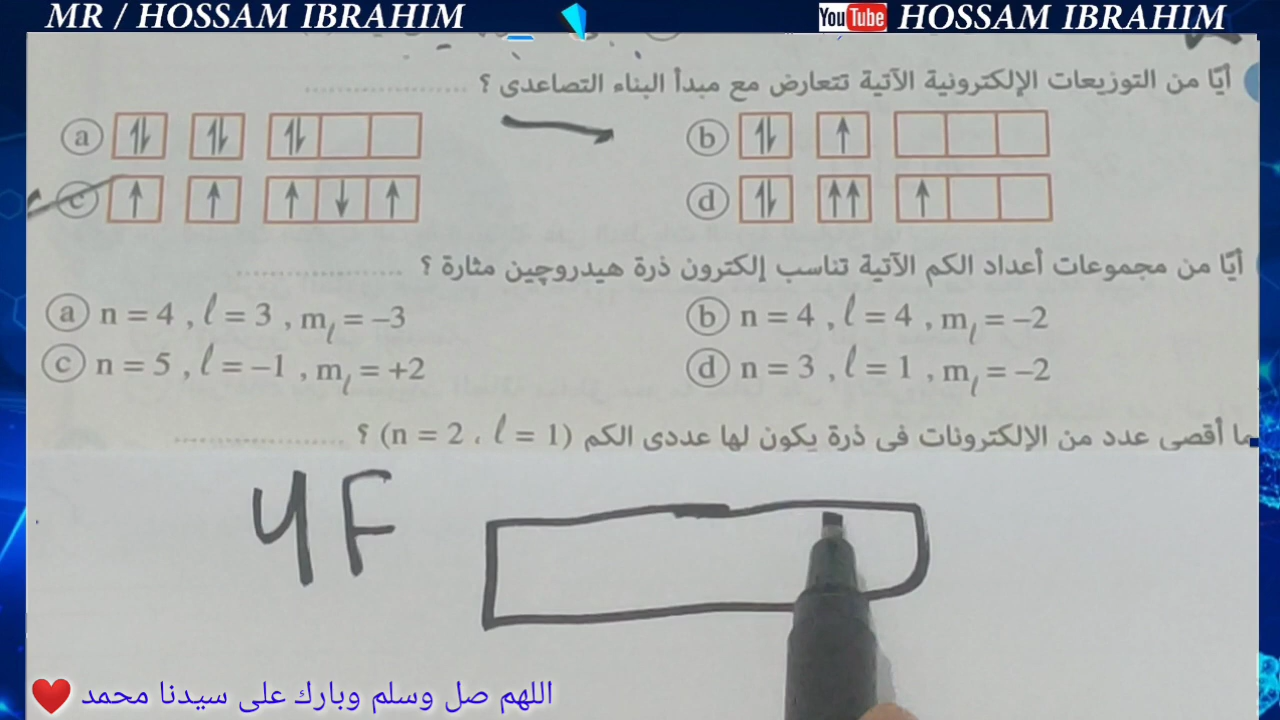 MR / HOSSAM IBRAHIM
YouTube HOSSAM IBRAHIM
أيًا من التوزيعات الإلكترونية الآتية تتعارض مع مبدأ البناء التصاعدى ؟ ....................
a
b
c
d
أيًا من مجموعات أعداد الكم الآتية تناسب إلكترون ذرة هيدروچين مثارة ؟ ....................
a n = 4 , ℓ = 3 , mℓ = –3
b n = 4 , ℓ = 4 , mℓ = –2
c n = 5 , ℓ = –1 , mℓ = +2
d n = 3 , ℓ = 1 , mℓ = –2
ما أقصى عدد من الإلكترونات فى ذرة يكون لها عددى الكم (n = 2 ، ℓ = 1) ؟ ....................
4F
اللهم صل وسلم وبارك على سيدنا محمد ❤️